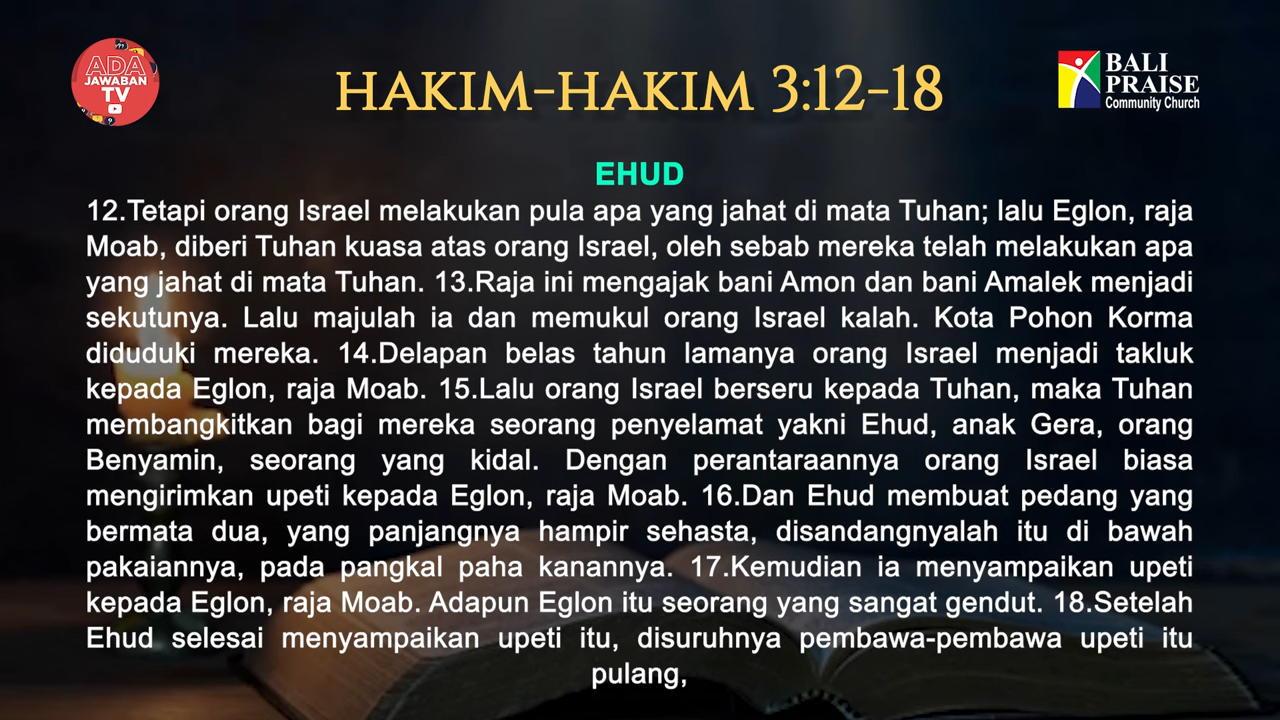 ADA
JAWABAN
TV
HAKIM-HAKIM 3:12-18
BALI
PRAISE
Community Church
EHUD
12.Tetapi orang Israel melakukan pula apa yang jahat di mata Tuhan; lalu Eglon, raja
Moab, diberi Tuhan kuasa atas orang Israel, oleh sebab mereka telah melakukan apa
yang jahat di mata Tuhan. 13.Raja ini mengajak bani Amon dan bani Amalek menjadi
sekutunya. Lalu majulah ia dan memukul orang Israel kalah. Kota Pohon Korma
diduduki mereka. 14.Delapan belas tahun lamanya orang Israel menjadi takluk
kepada Eglon, raja Moab. 15.Lalu orang Israel berseru kepada Tuhan, maka Tuhan
membangkitkan bagi mereka seorang penyelamat yakni Ehud, anak Gera, orang
Benyamin, seorang yang kidal. Dengan perantaraannya orang Israel biasa
mengirimkan upeti kepada Eglon, raja Moab. 16.Dan Ehud membuat pedang yang
bermata dua, yang panjangnya hampir sehasta, disandangnyalah itu di bawah
pakaiannya, pada pangkal paha kanannya. 17.Kemudian ia menyampaikan upeti
kepada Eglon, raja Moab. Adapun Eglon itu seorang yang sangat gendut. 18.Setelah
Ehud selesai menyampaikan upeti itu, disuruhnya pembawa-pembawa upeti itu
pulang,